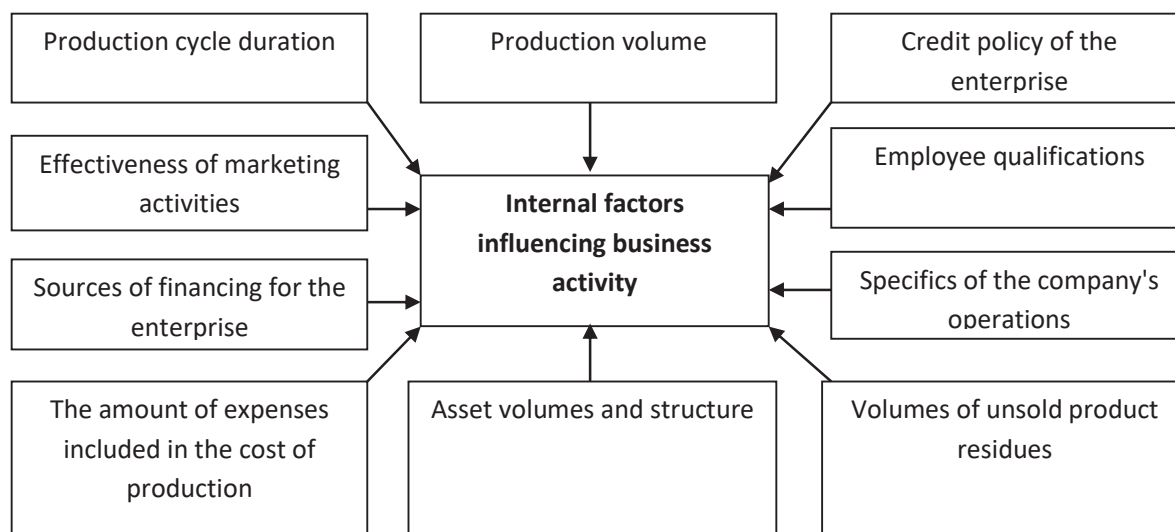 Production cycle duration
Production volume
Credit policy of the
enterprise
Effectiveness of marketing
activities
Internal factors
influencing business
activity
Employee qualifications
Sources of financing for the
enterprise
Specifics of the company's
operations
The amount of expenses
included in the cost of
production
Asset volumes and structure
Volumes of unsold product
residues